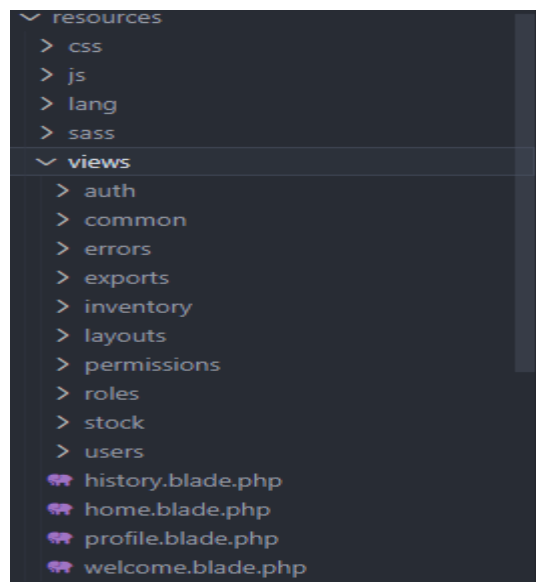 resources
css
js
lang
sass
views
auth
common
errors
exports
inventory
layouts
permissions
roles
stock
users
history.blade.php
home.blade.php
profile.blade.php
welcome.blade.php